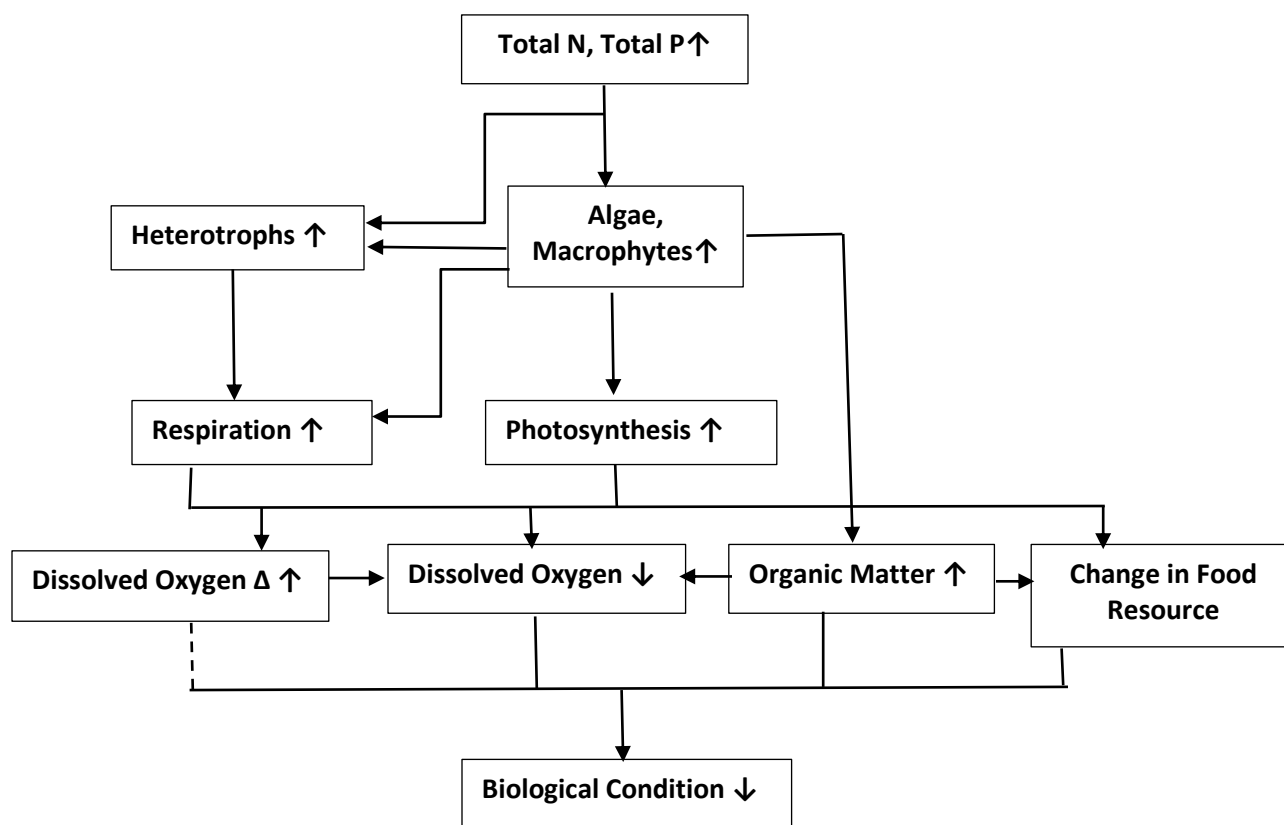 Total N, Total P↑
Heterotrophs ↑
Algae,
Macrophytes↑
Respiration ↑
Photosynthesis ↑
Dissolved Oxygen Δ ↑
Dissolved Oxygen ↓
Organic Matter ↑
Change in Food
Resource
Biological Condition ↓